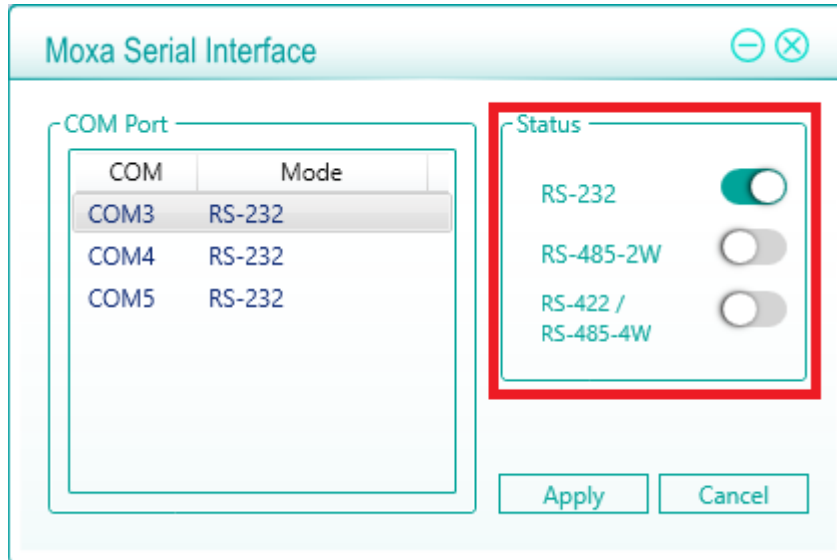 Moxa Serial Interface
COM Port
COM Mode
COM3 RS-232
COM4 RS-232
COM5 RS-232
Status
RS-232
RS-485-2W
RS-422 /
RS-485-4W
Apply Cancel